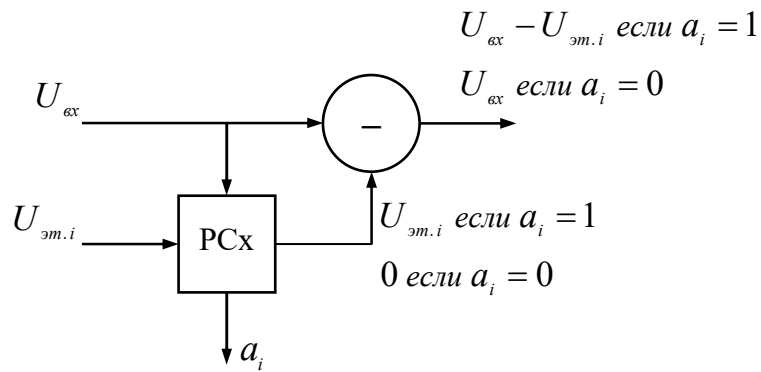 U_вх − U_эт.i если a_i = 1
U_вх если a_i = 0
U_вх
−
U_эт.i
РСх
U_эт.i если a_i = 1
0 если a_i = 0
a_i